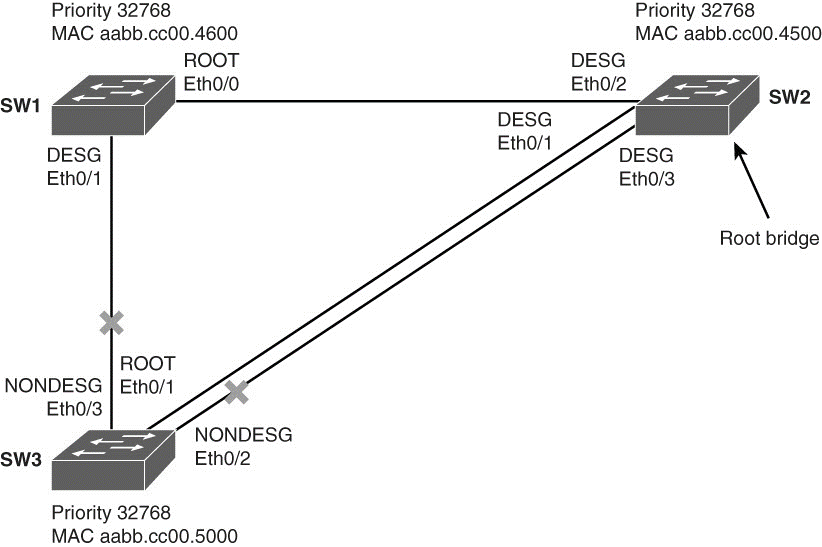 Priority 32768
MAC aabb.cc00.4600
Priority 32768
MAC aabb.cc00.4500
ROOT
Eth0/0
DESG
Eth0/2
SW1
SW2
DESG
Eth0/1
DESG
Eth0/1
DESG
Eth0/3
Root bridge
ROOT
Eth0/1
NONDESG
Eth0/3
NONDESG
Eth0/2
SW3
Priority 32768
MAC aabb.cc00.5000